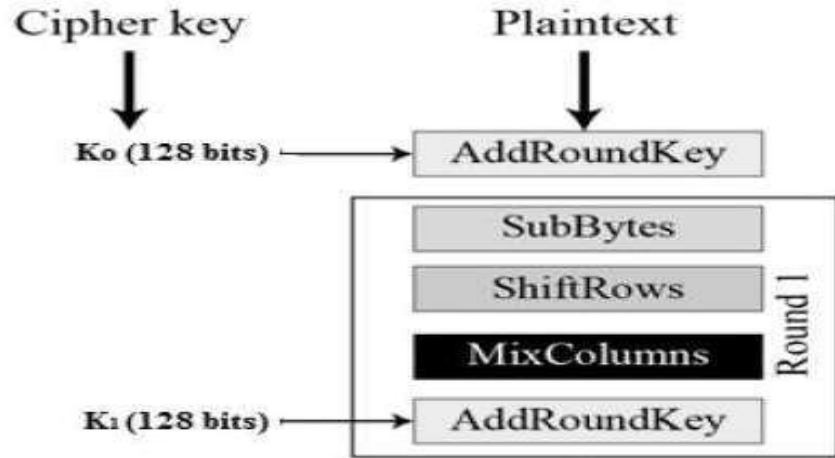 Cipher key
Plaintext
K0 (128 bits)
AddRoundKey
SubBytes
ShiftRows
MixColumns
Round 1
K1 (128 bits)
AddRoundKey